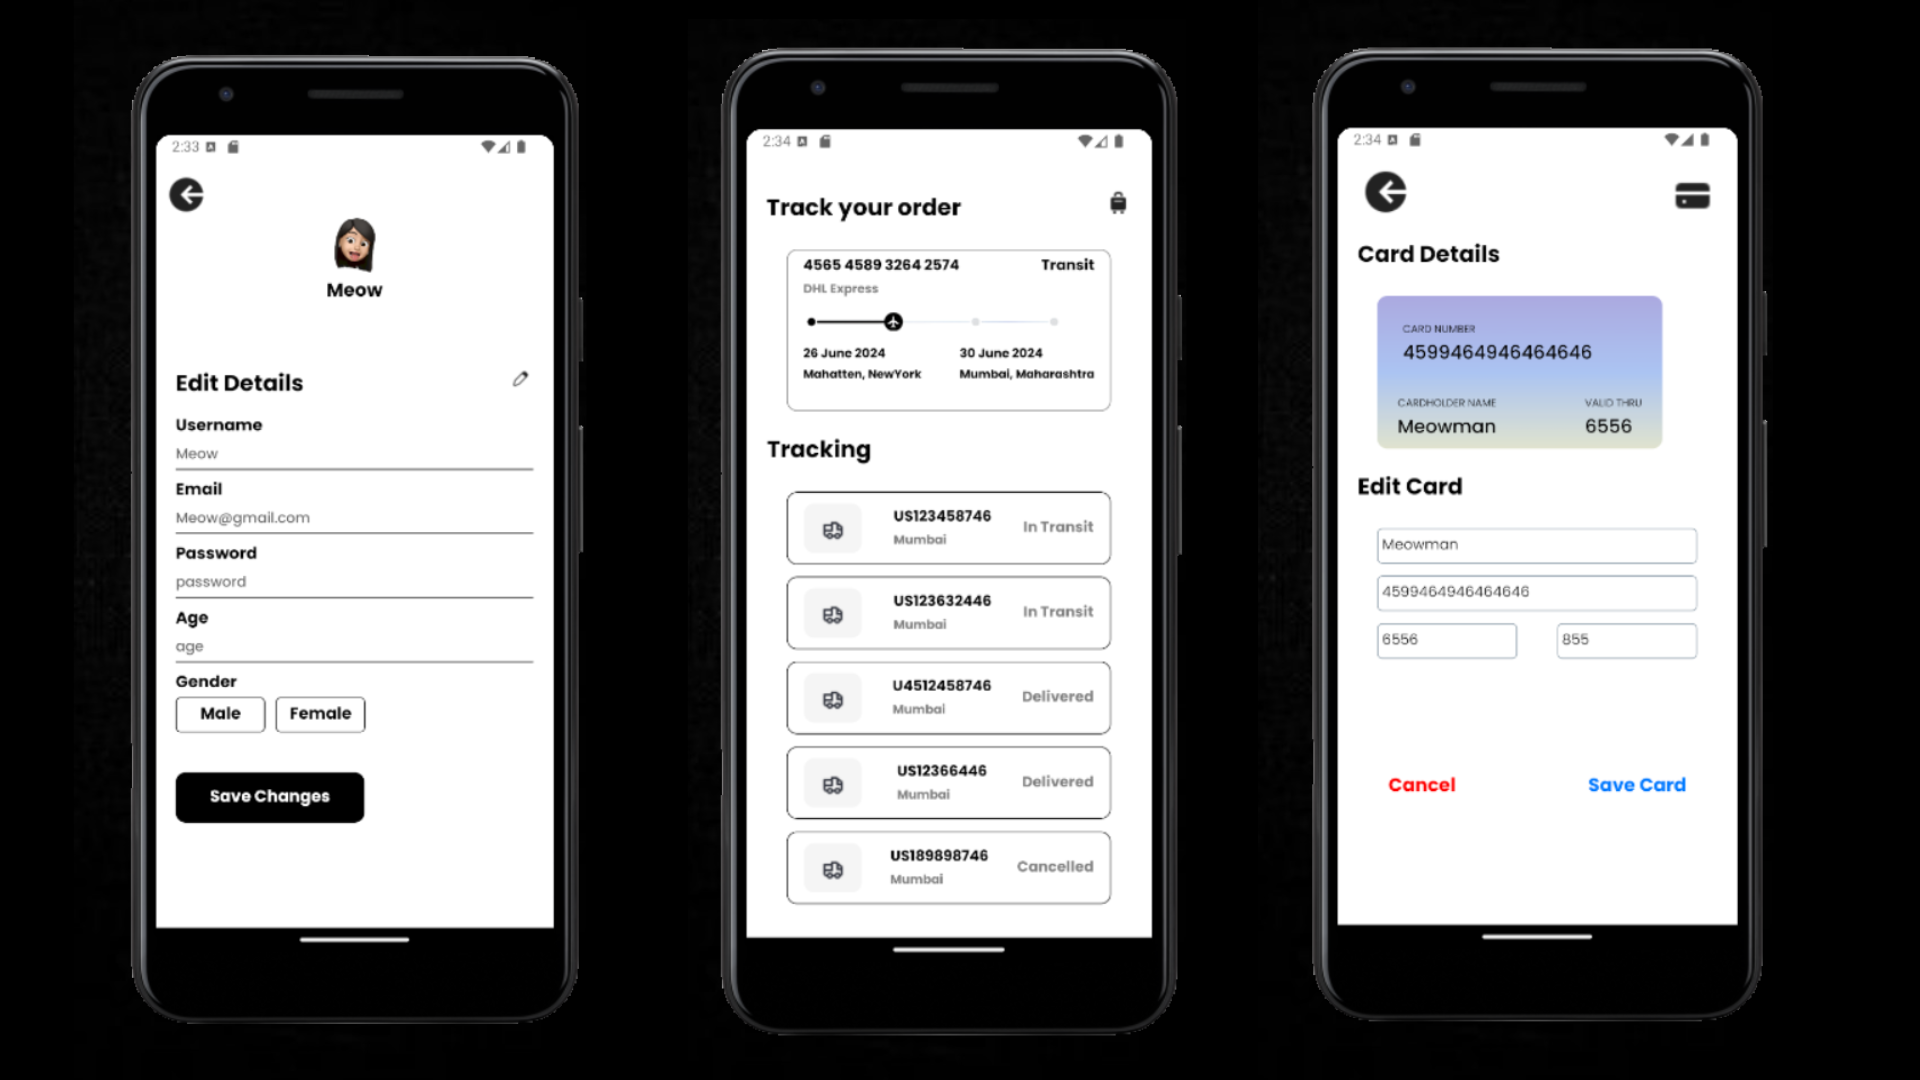 2:33
Meow
Edit Details
Username
Meow
Email
Meow@gmail.com
Password
password
Age
age
Gender
Male Female
Save Changes
2:34
Track your order
4565 4589 3264 2574 Transit
DHL Express
26 June 2024 30 June 2024
Mahatten, NewYork Mumbai, Maharashtra
Tracking
US123458746
Mumbai
In Transit
US123632446
Mumbai
In Transit
U4512458746
Mumbai
Delivered
US12366446
Mumbai
Delivered
US189898746
Mumbai
Cancelled
2:34
Card Details
CARD NUMBER
4599464946464646
CARDHOLDER NAME VALID THRU
Meowman 6556
Edit Card
Meowman
4599464946464646
6556 855
Cancel Save Card